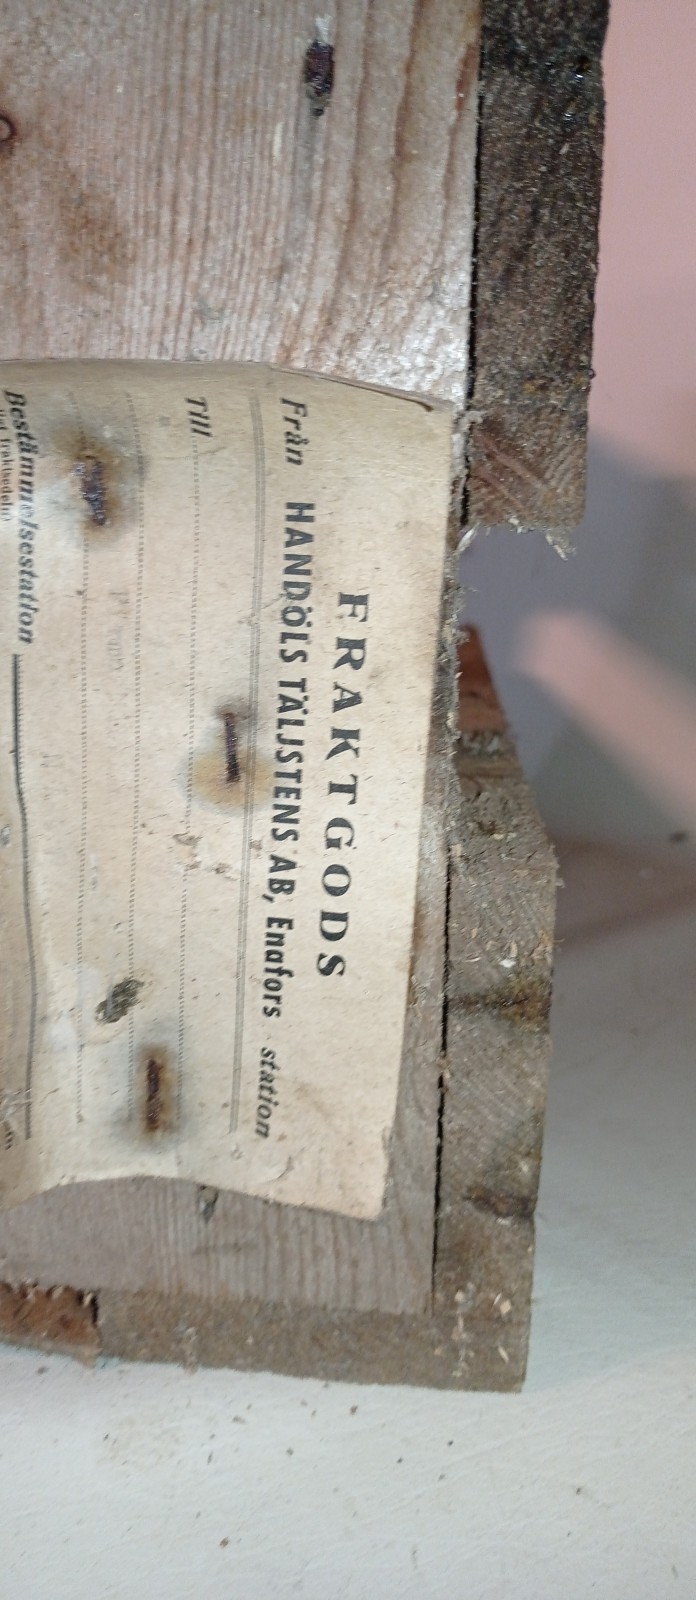 FRAKTGODS
Från HANDÖLS TÄLJSTENS AB, Enafors station
Till
Bestämmelsestation